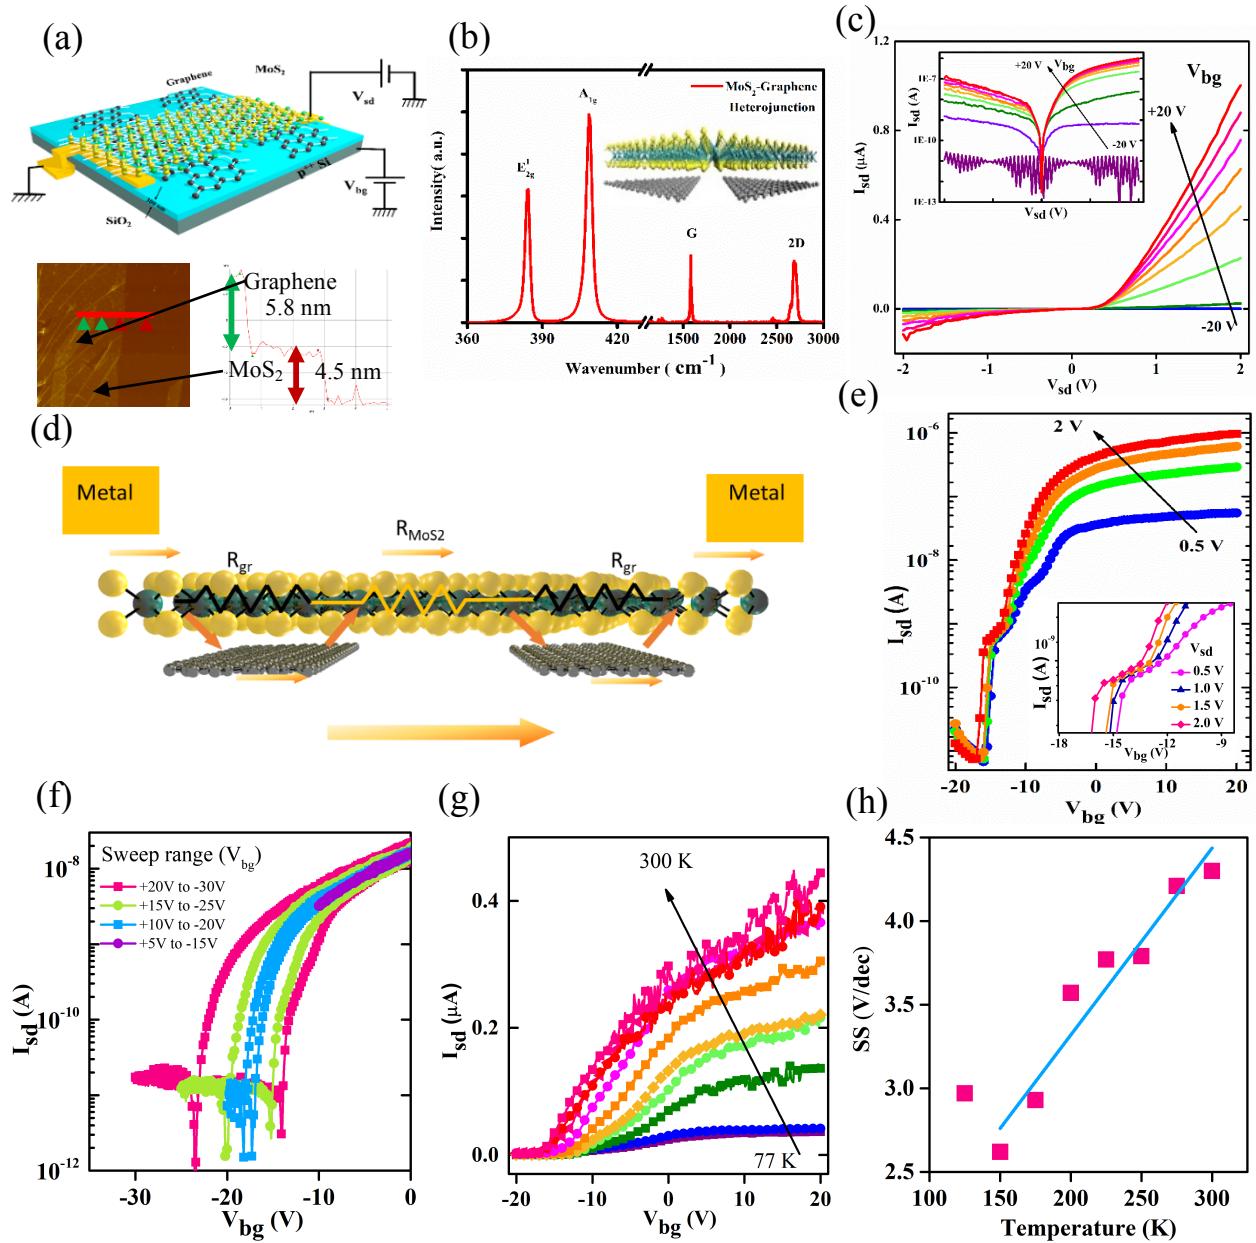 (a)
Graphene
MoS2
Vsd
Vbg
P++ Si
SiO2
Graphene
5.8 nm
MoS2
4.5 nm
(b)
MoS2-Graphene
Heterojunction
A1g
E12g
G
2D
Intensity( a.u.)
360 390 420 1500 2000 2500 3000
Wavenumber ( cm-1)
(c)
1.2
0.8
0.4
0.0
Isd (μA)
-2 -1 0 1 2
Vsd (V)
Vbg
+20 V
-20 V
1E-7
1E-10
1E-13
Isd (A)
Vsd (V)
+20 V Vbg
-20 V
(d)
Metal
Metal
RMoS2
Rgr
Rgr
(e)
10-6
10-8
10-10
Isd (A)
2 V
0.5 V
-20 -10 0 10 20
Vbg (V)
10-9
Isd (A)
Vsd
0.5 V
1.0 V
1.5 V
2.0 V
-18 -15 -12 -9
Vbg (V)
(f)
Sweep range (Vbg)
+20V to -30V
+15V to -25V
+10V to -20V
+5V to -15V
10-8
10-10
10-12
Isd (A)
-30 -20 -10 0
Vbg (V)
(g)
300 K
77 K
0.4
0.2
0.0
Isd (μA)
-20 -10 0 10 20
Vbg (V)
(h)
4.5
4.0
3.5
3.0
2.5
SS (V/dec)
100 150 200 250 300
Temperature (K)